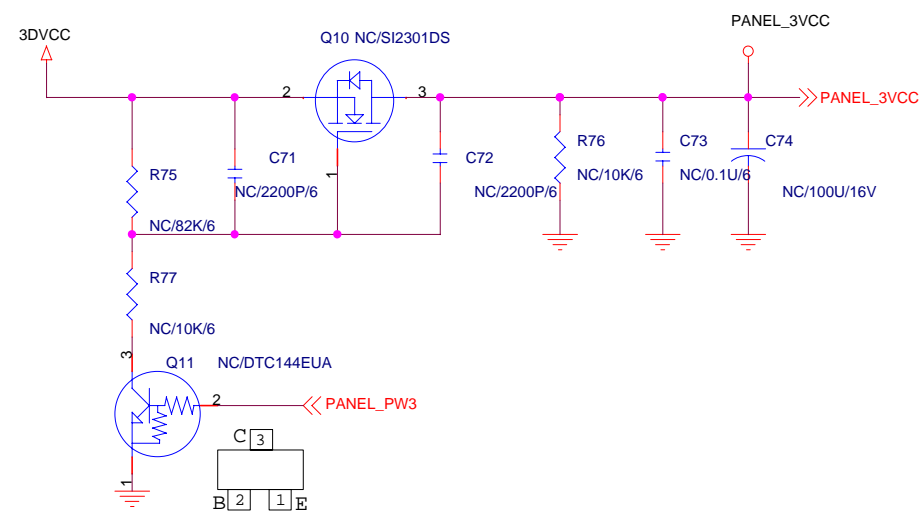 PANEL_3VCC
3DVCC
Q10 NC/SI2301DS
2
3
PANEL_3VCC
1
R75
NC/82K/6
C71
NC/2200P/6
C72
NC/2200P/6
R76
NC/10K/6
C73
NC/0.1U/6
C74
NC/100U/16V
R77
NC/10K/6
3
Q11 NC/DTC144EUA
2
PANEL_PW3
1
C 3
B 2 1 E